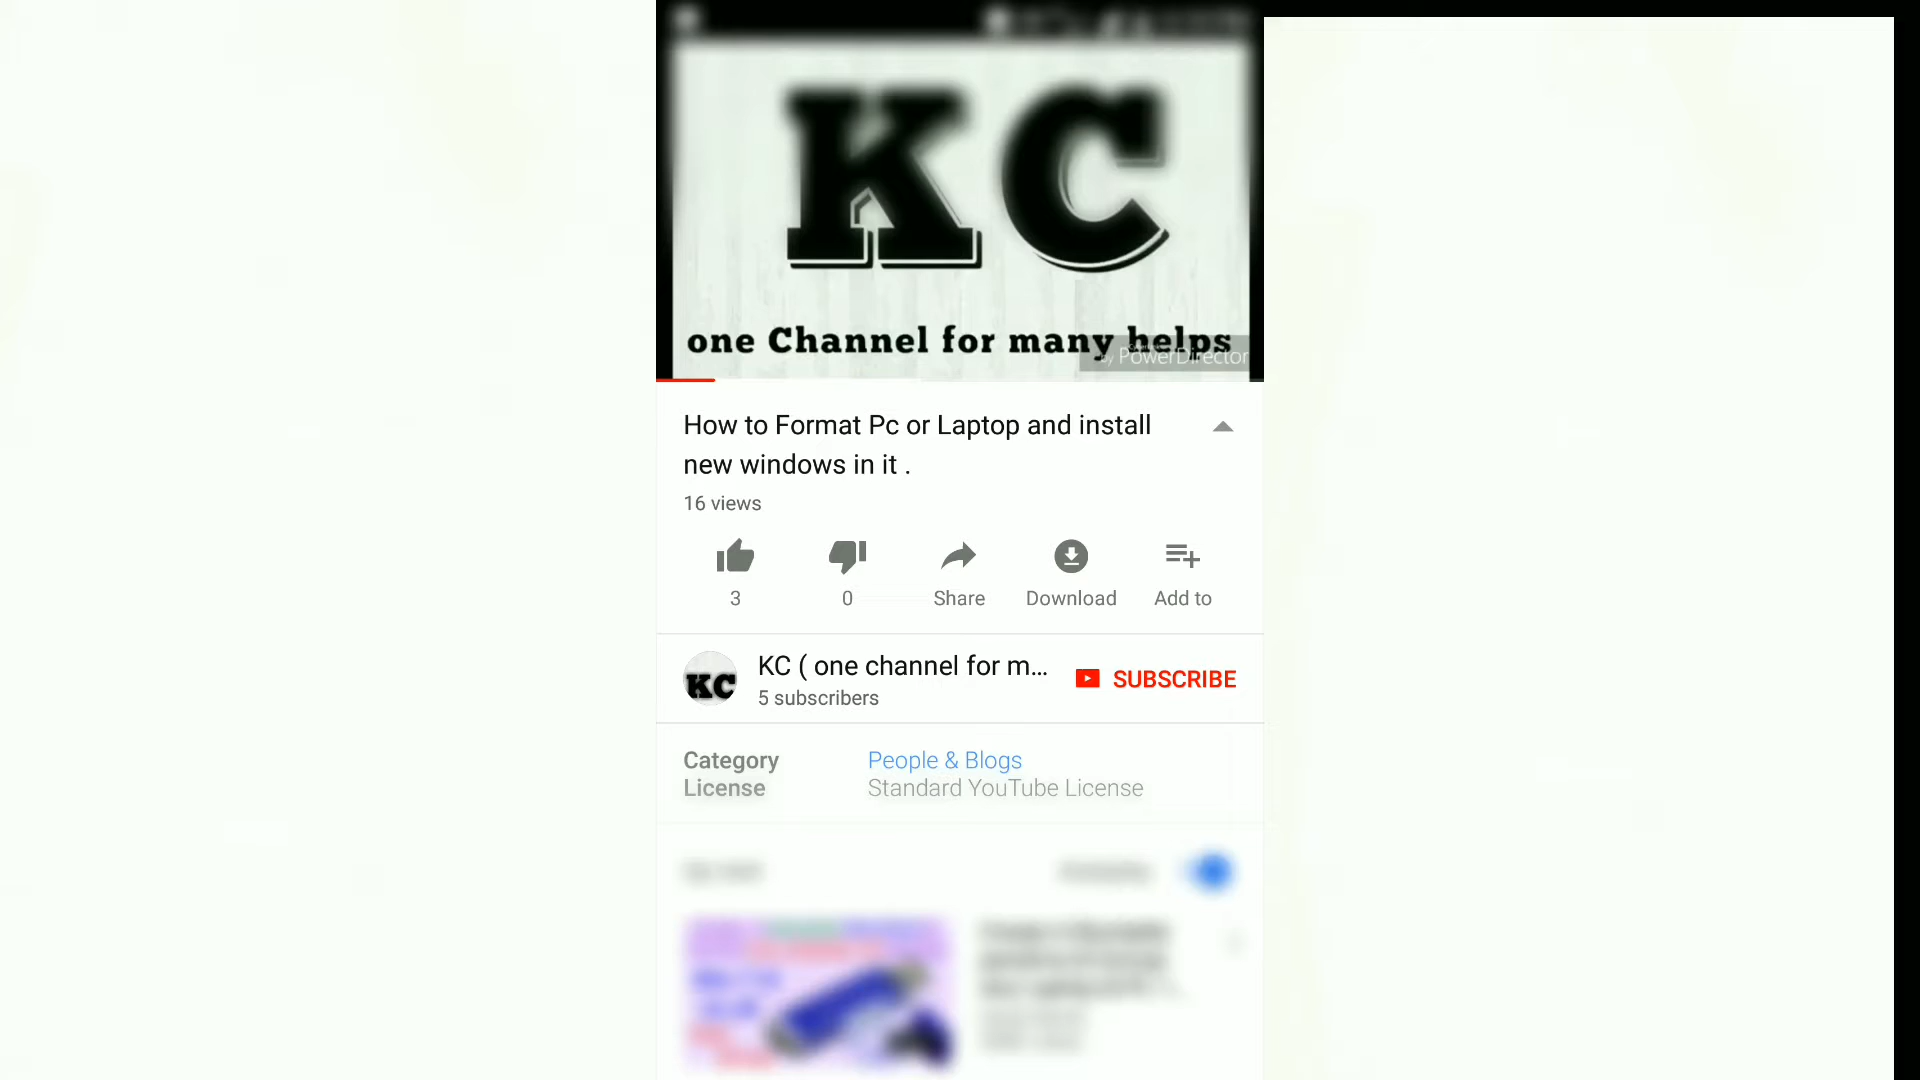 KC
one Channel for many helps
by PowerDirector
How to Format Pc or Laptop and install
new windows in it .
16 views
3
0
Share
Download
Add to
KC ( one channel for m...
5 subscribers
SUBSCRIBE
Category
People & Blogs
License
Standard YouTube License